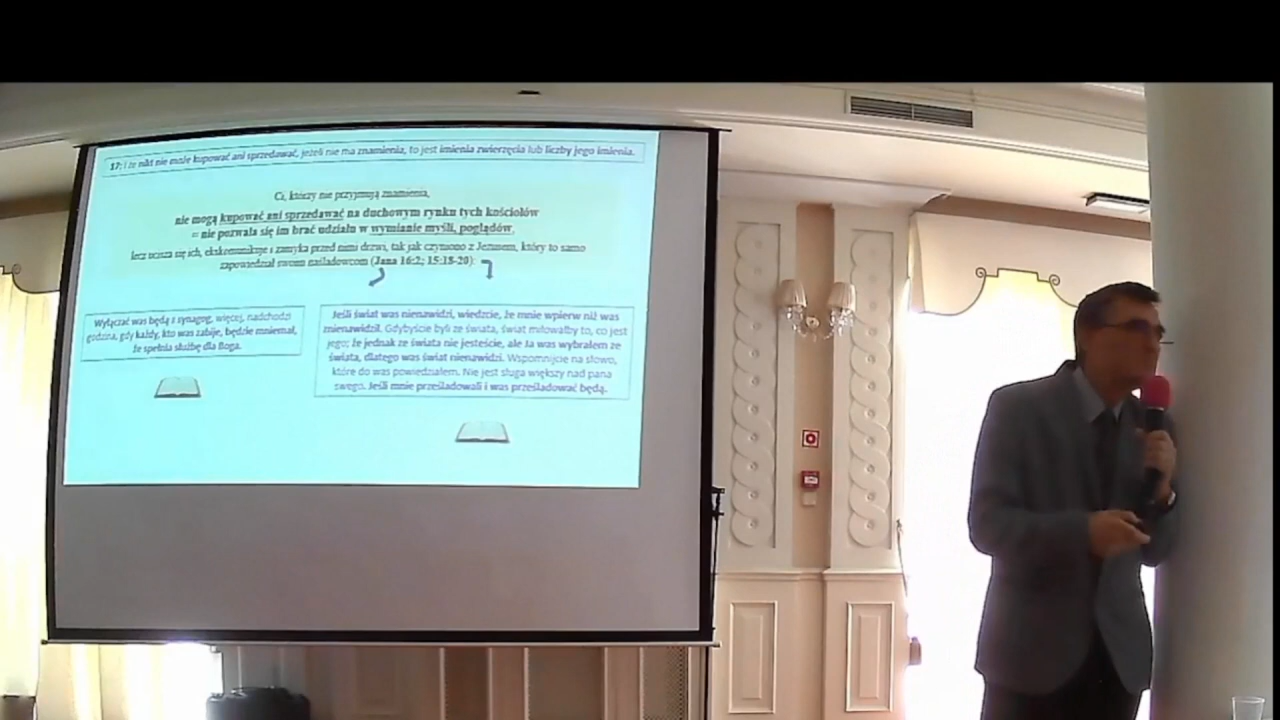 17: i że nikt nie może kupować ani sprzedawać, jeżeli nie ma znamienia, to jest imienia zwierzęcia lub liczby jego imienia.
Ci, którzy nie przyjmują znamienia,
nie mogą kupować ani sprzedawać na duchowym rynku tych kościołów
= nie pozwala się im brać udziału w wymianie myśli, poglądów,
lecz ucisza się ich, ekskomunikuje i zamyka przed nimi drzwi, tak jak czyniono z Jezusem, który to samo
zapowiedział swoim naśladowcom (Jana 16:2; 15:18-20):
Wyłączać was będą z synagog, więcej, nadchodzi
godzina, gdy każdy, kto was zabije, będzie mniemał,
że spełnia służbę dla Boga.
Jeśli świat was nienawidzi, wiedzcie, że mnie wpierw niż was
znienawidził. Gdybyście byli ze świata, świat miłowałby to, co jest
jego; że jednak ze świata nie jesteście, ale Ja was wybrałem ze
świata, dlatego was świat nienawidzi. Wspomnijcie na słowo,
które do was powiedziałem. Nie jest sługa większy nad pana
swego. Jeśli mnie prześladowali i was prześladować będą.